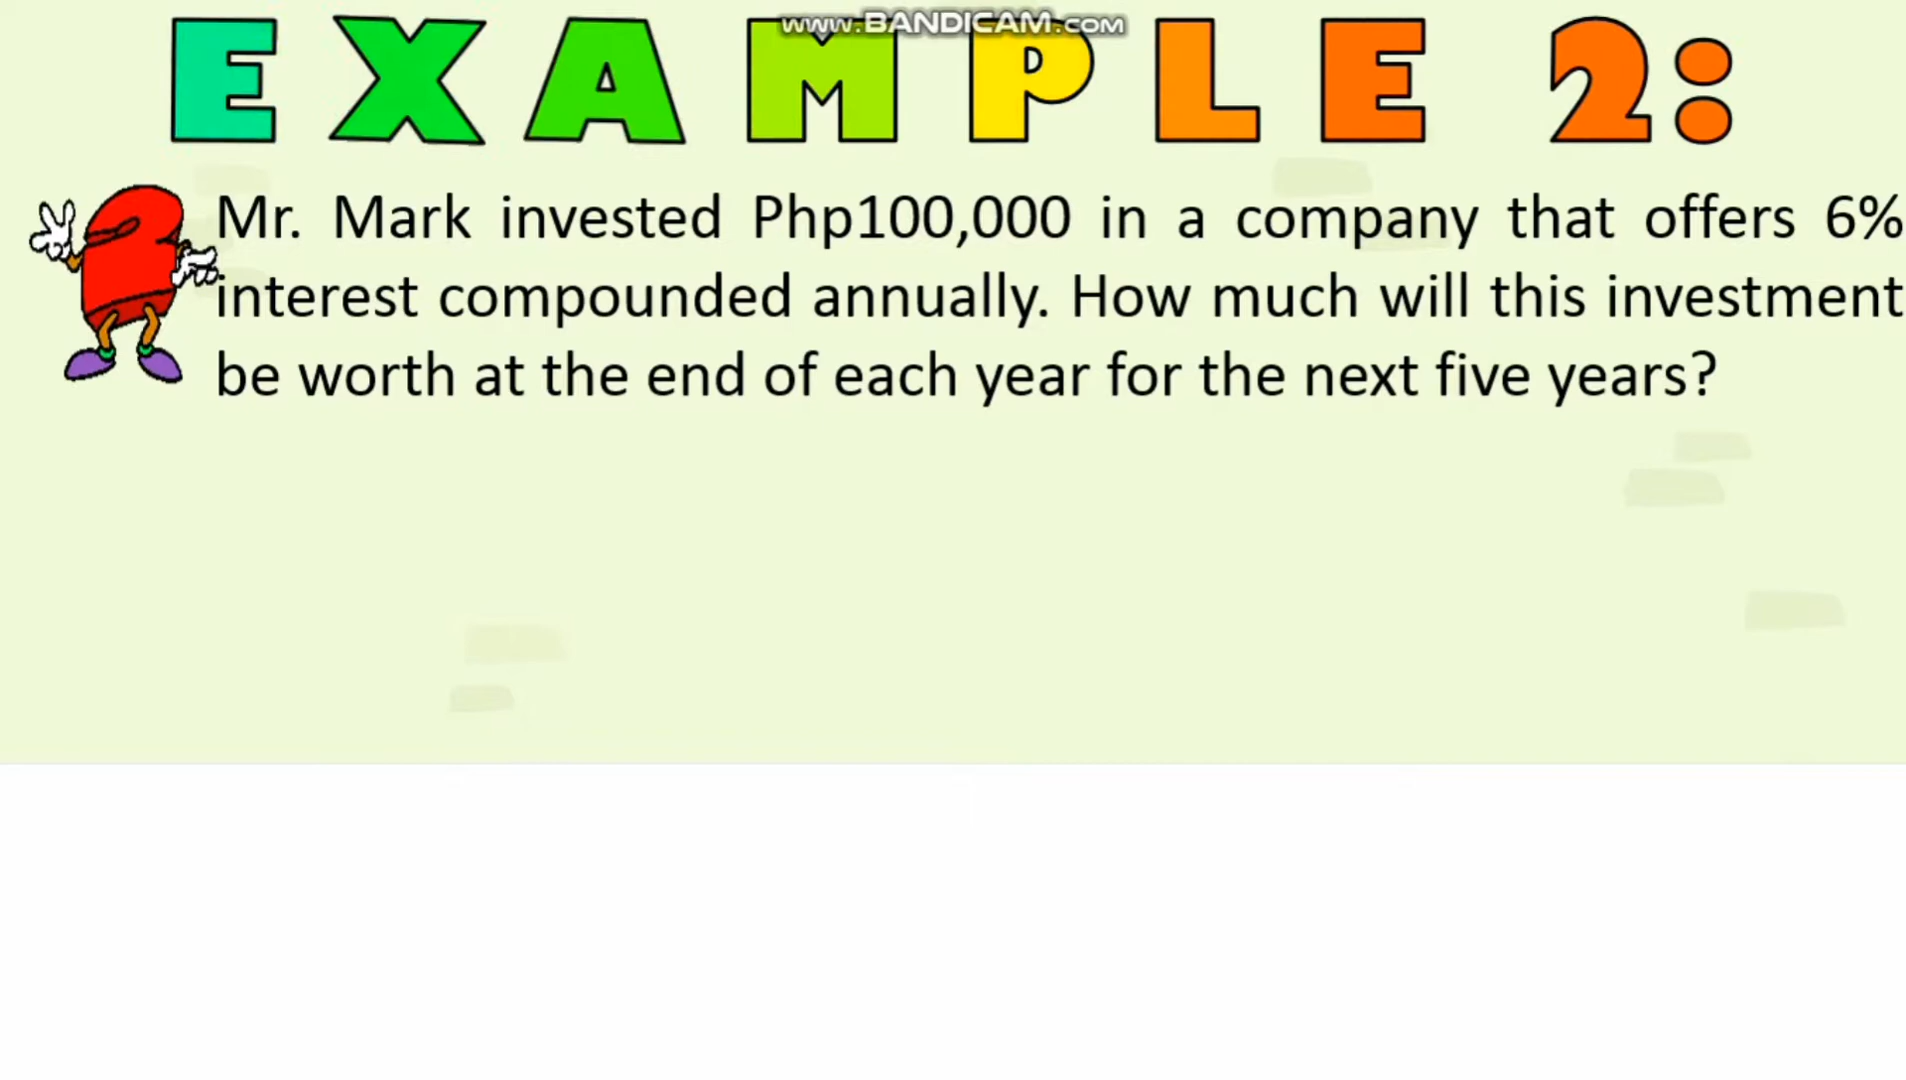 www.BANDICAM.com
EXAMPLE 2:
Mr. Mark invested Php100,000 in a company that offers 6%
interest compounded annually. How much will this investment
be worth at the end of each year for the next five years?